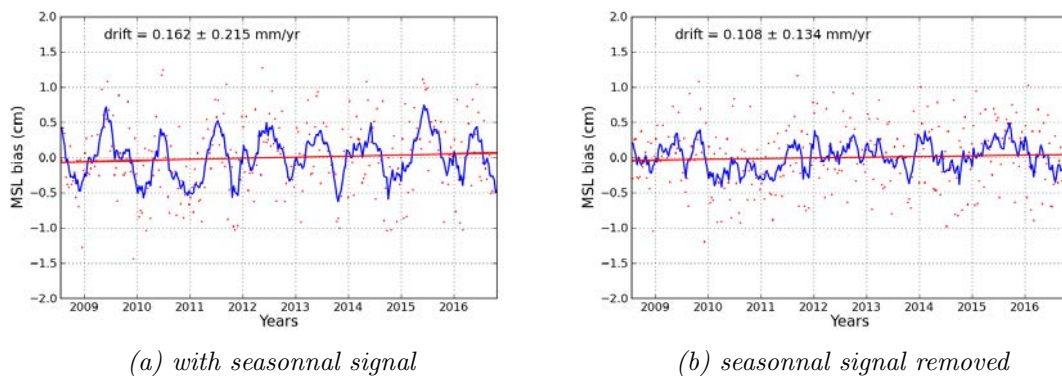 2.0
1.5
1.0
0.5
0.0
−0.5
−1.0
−1.5
−2.0
MSL bias (cm)
drift = 0.162 ± 0.215 mm/yr
2009 2010 2011 2012 2013 2014 2015 2016
Years
(a) with seasonnal signal
2.0
1.5
1.0
0.5
0.0
−0.5
−1.0
−1.5
−2.0
MSL bias (cm)
drift = 0.108 ± 0.134 mm/yr
2009 2010 2011 2012 2013 2014 2015 2016
Years
(b) seasonnal signal removed